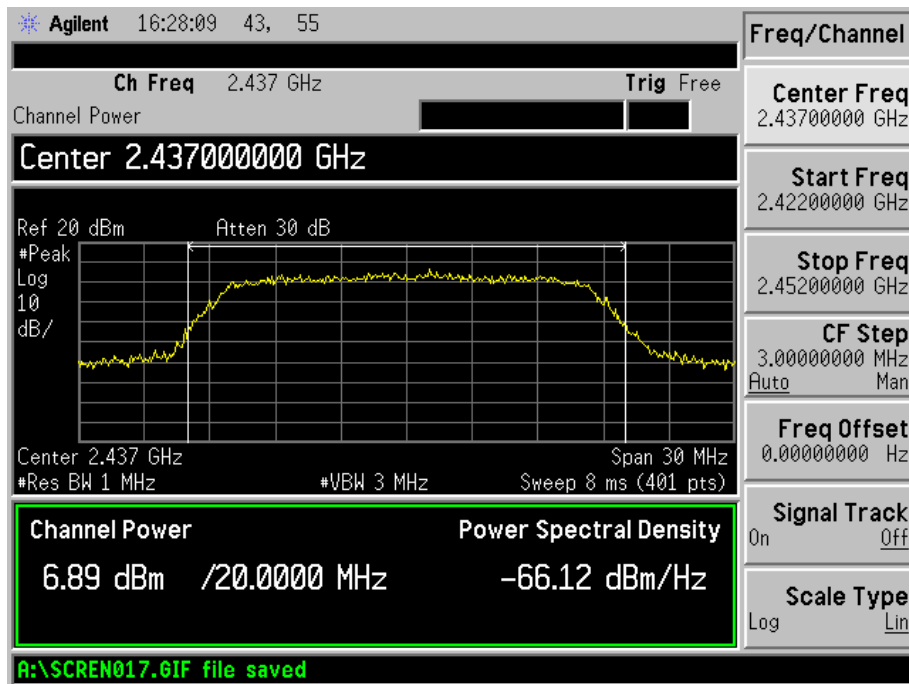 Agilent 16:28:09 43, 55
Ch Freq 2.437 GHz Trig Free
Channel Power
Center 2.437000000 GHz
Ref 20 dBm Atten 30 dB
#Peak
Log
10
dB/
Center 2.437 GHz Span 30 MHz
#Res BW 1 MHz #VBW 3 MHz Sweep 8 ms (401 pts)
Channel Power Power Spectral Density
6.89 dBm /20.0000 MHz -66.12 dBm/Hz
A:\SCREN017.GIF file saved
Freq/Channel
Center Freq
2.43700000 GHz
Start Freq
2.42200000 GHz
Stop Freq
2.45200000 GHz
CF Step
3.00000000 MHz
Auto Man
Freq Offset
0.00000000 Hz
Signal Track
On Off
Scale Type
Log Lin